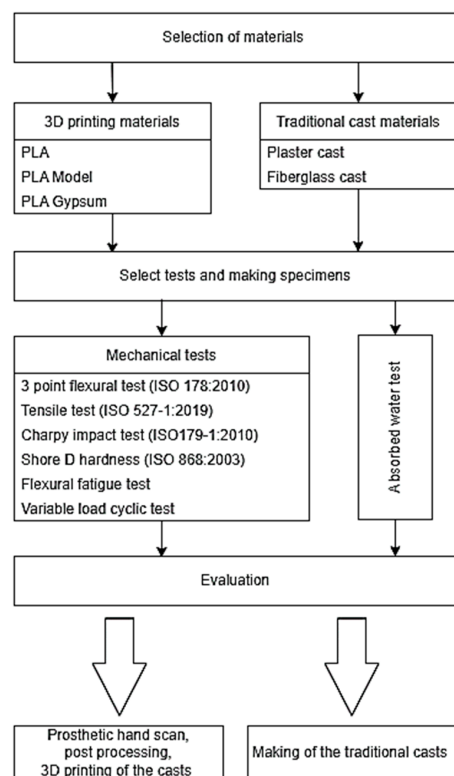 Selection of materials
3D printing materials
PLA
PLA Model
PLA Gypsum
Traditional cast materials
Plaster cast
Fiberglass cast
Select tests and making specimens
Mechanical tests
3 point flexural test (ISO 178:2010)
Tensile test (ISO 527-1:2019)
Charpy impact test (ISO179-1:2010)
Shore D hardness (ISO 868:2003)
Flexural fatigue test
Variable load cyclic test
Absorbed water test
Evaluation
Prosthetic hand scan,
post processing,
3D printing of the casts
Making of the traditional casts